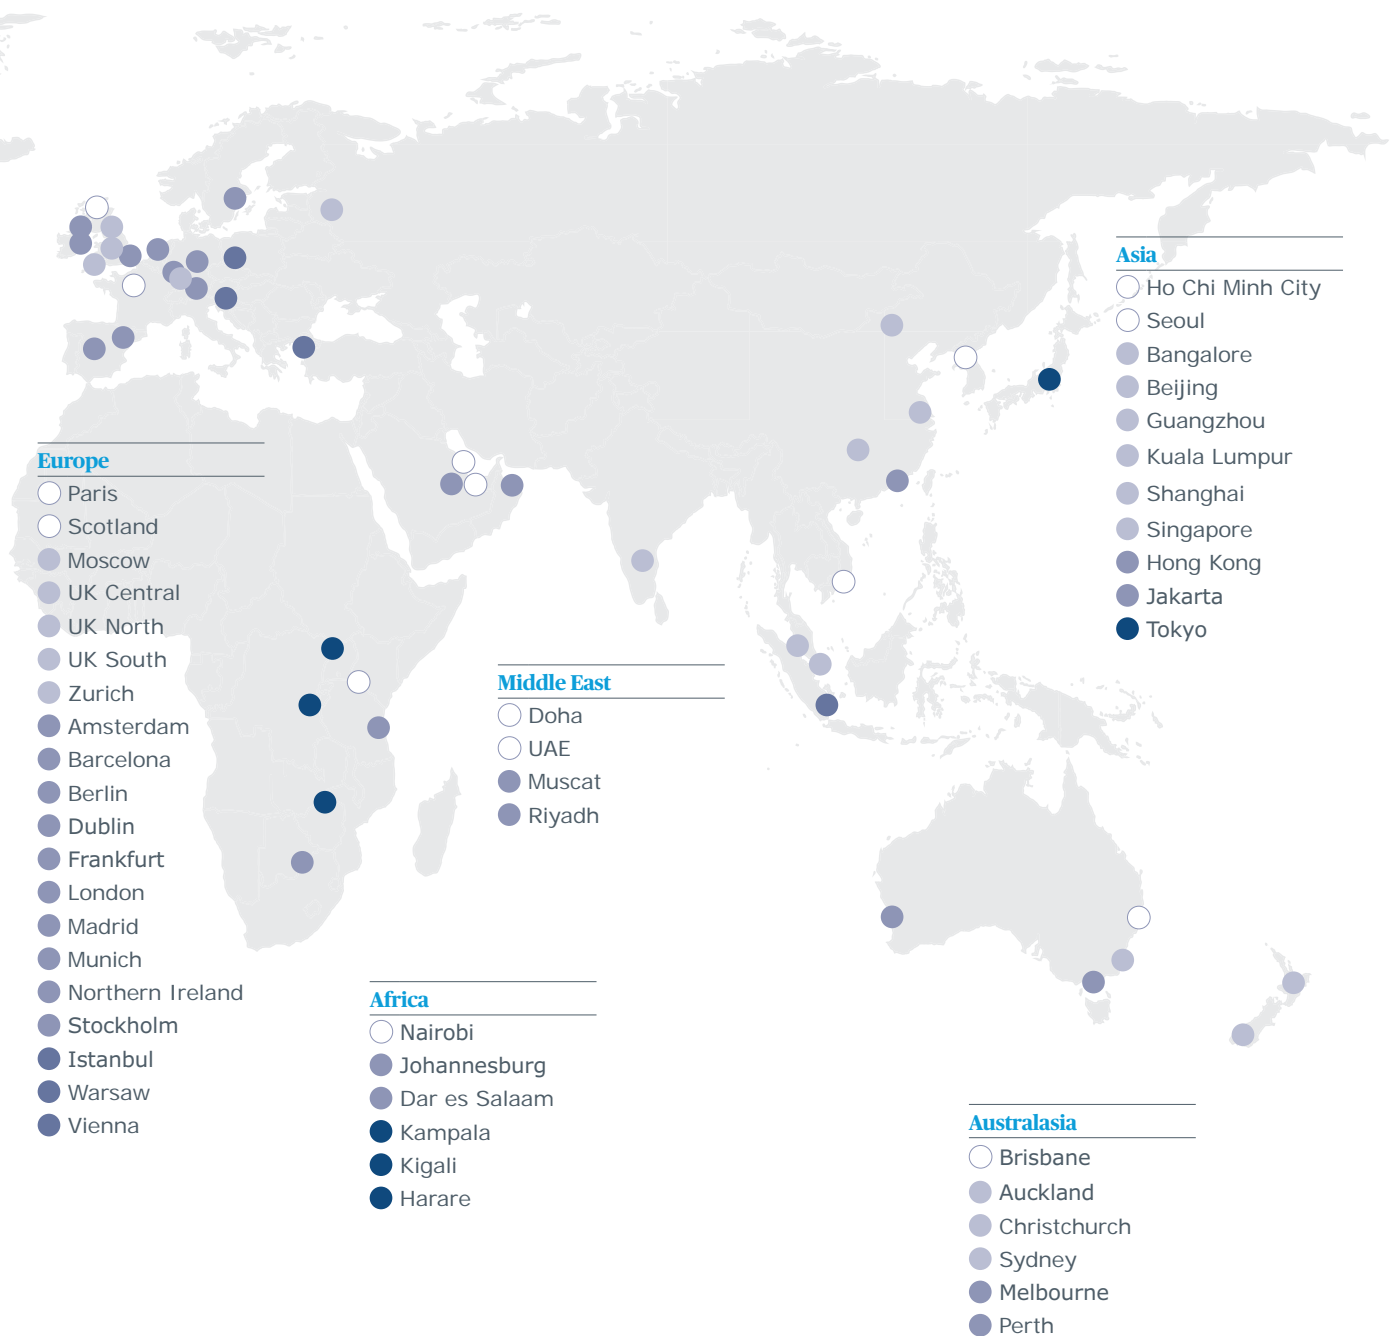 Europe
Paris
Scotland
Moscow
UK Central
UK North
UK South
Zurich
Amsterdam
Barcelona
Berlin
Dublin
Frankfurt
London
Madrid
Munich
Northern Ireland
Stockholm
Istanbul
Warsaw
Vienna
Africa
Nairobi
Johannesburg
Dar es Salaam
Kampala
Kigali
Harare
Middle East
Doha
UAE
Muscat
Riyadh
Asia
Ho Chi Minh City
Seoul
Bangalore
Beijing
Guangzhou
Kuala Lumpur
Shanghai
Singapore
Hong Kong
Jakarta
Tokyo
Australasia
Brisbane
Auckland
Christchurch
Sydney
Melbourne
Perth